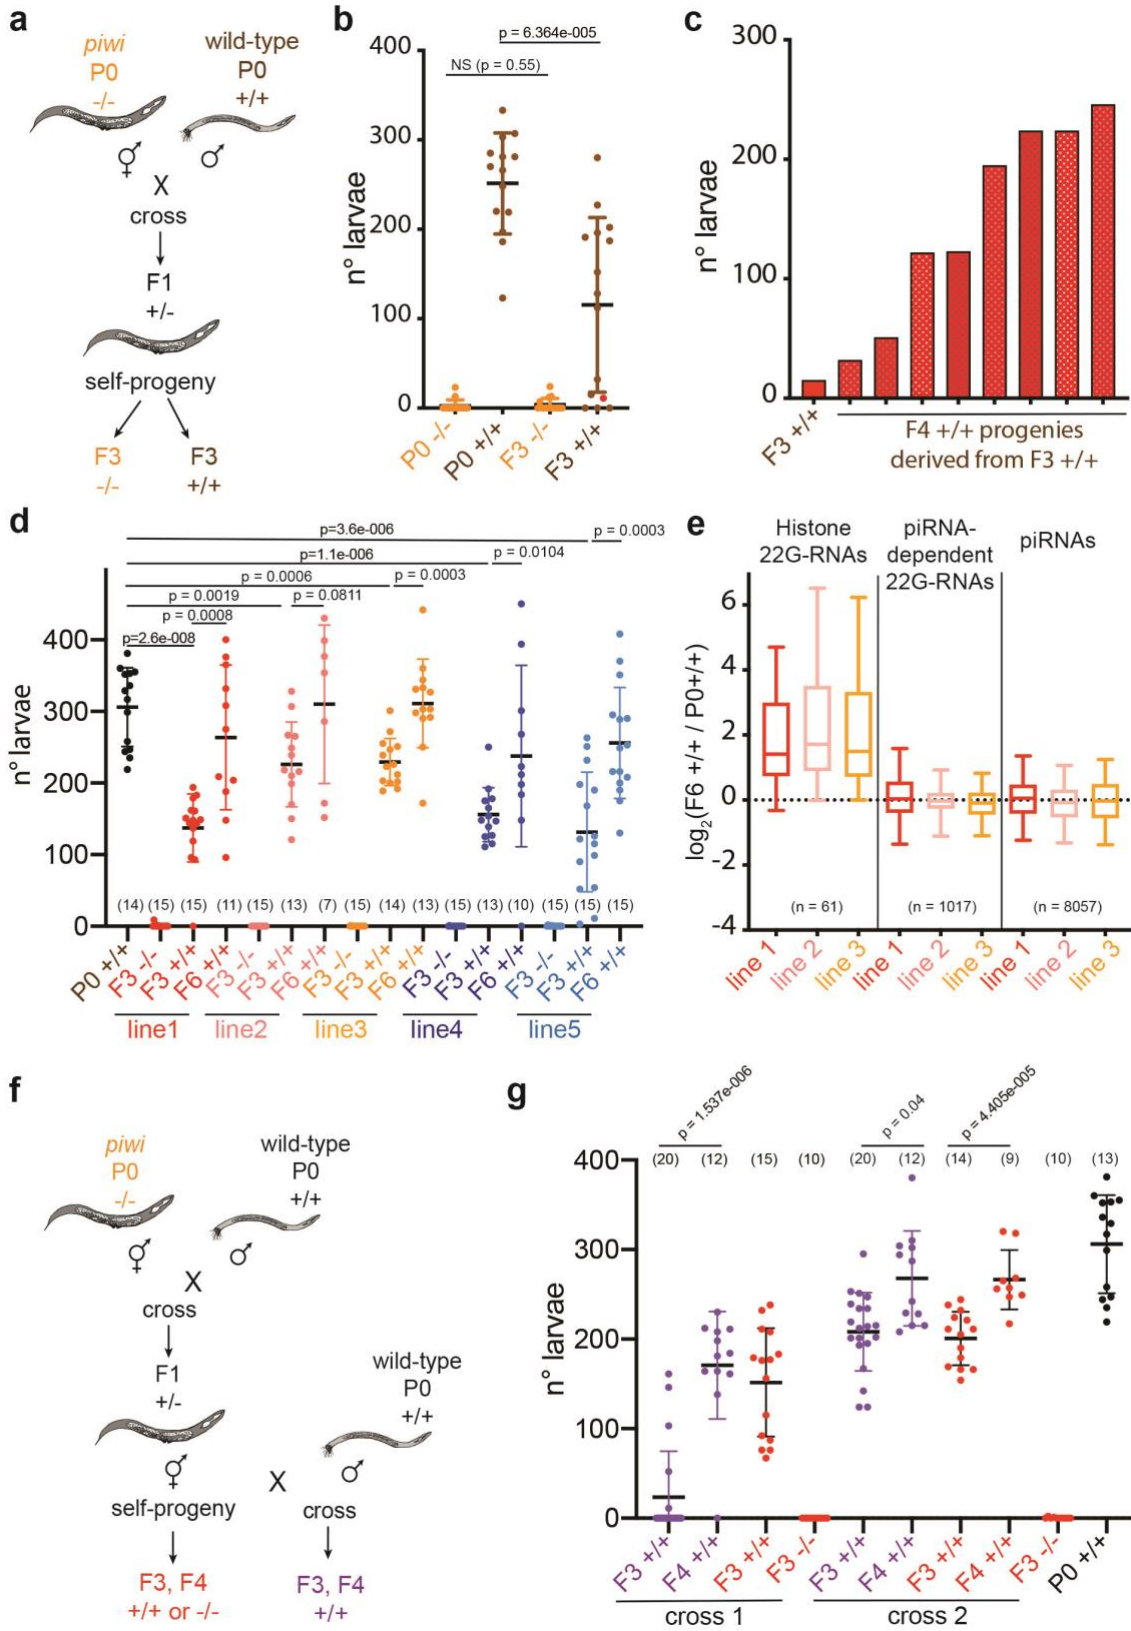 a
piwi
P0
-/-
wild-type
P0
+/+
⚥
♂
X
cross
F1
+/-
self-progeny
F3
-/-
F3
+/+
b
p = 6.364e-005
NS (p = 0.55)
400
300
200
100
0
n° larvae
P0 -/-
P0 +/+
F3 -/-
F3 +/+
c
300
200
100
0
n° larvae
F3 +/+
F4 +/+ progenies
derived from F3 +/+
d
p=3.6e-006
p = 0.0003
p=1.1e-006
p = 0.0104
p = 0.0006
p = 0.0003
p = 0.0019
p = 0.0811
p = 0.0008
p=2.6e-008
400
300
200
100
0
n° larvae
(14) (15) (15) (11) (15) (13) (7) (15) (14) (13) (15) (13) (10) (15) (15) (15)
P0 +/+
F3 -/-
F3 +/+
F6 +/+
F3 -/-
F3 +/+
F6 +/+
F3 -/-
F3 +/+
F6 +/+
F3 -/-
F3 +/+
F6 +/+
F3 -/-
F3 +/+
F6 +/+
line1 line2 line3 line4 line5
e
Histone
22G-RNAs
piRNA-
dependent
22G-RNAs
piRNAs
6
4
2
0
-2
-4
log2(F6 +/+ / P0+/+)
(n = 61) (n = 1017) (n = 8057)
line 1
line 2
line 3
line 1
line 2
line 3
line 1
line 2
line 3
f
piwi
P0
-/-
wild-type
P0
+/+
⚥
♂
X
cross
F1
+/-
wild-type
P0
+/+
⚥
♂
X
self-progeny
cross
F3, F4
+/+ or -/-
F3, F4
+/+
g
p = 1.537e-006
p = 0.04
p = 4.405e-005
(20) (12) (15) (10) (20) (12) (14) (9) (10) (13)
400
300
200
100
0
n° larvae
F3 +/+
F4 +/+
F3 +/+
F3 -/-
F3 +/+
F4 +/+
F3 +/+
F4 +/+
F3 -/-
P0 +/+
cross 1
cross 2